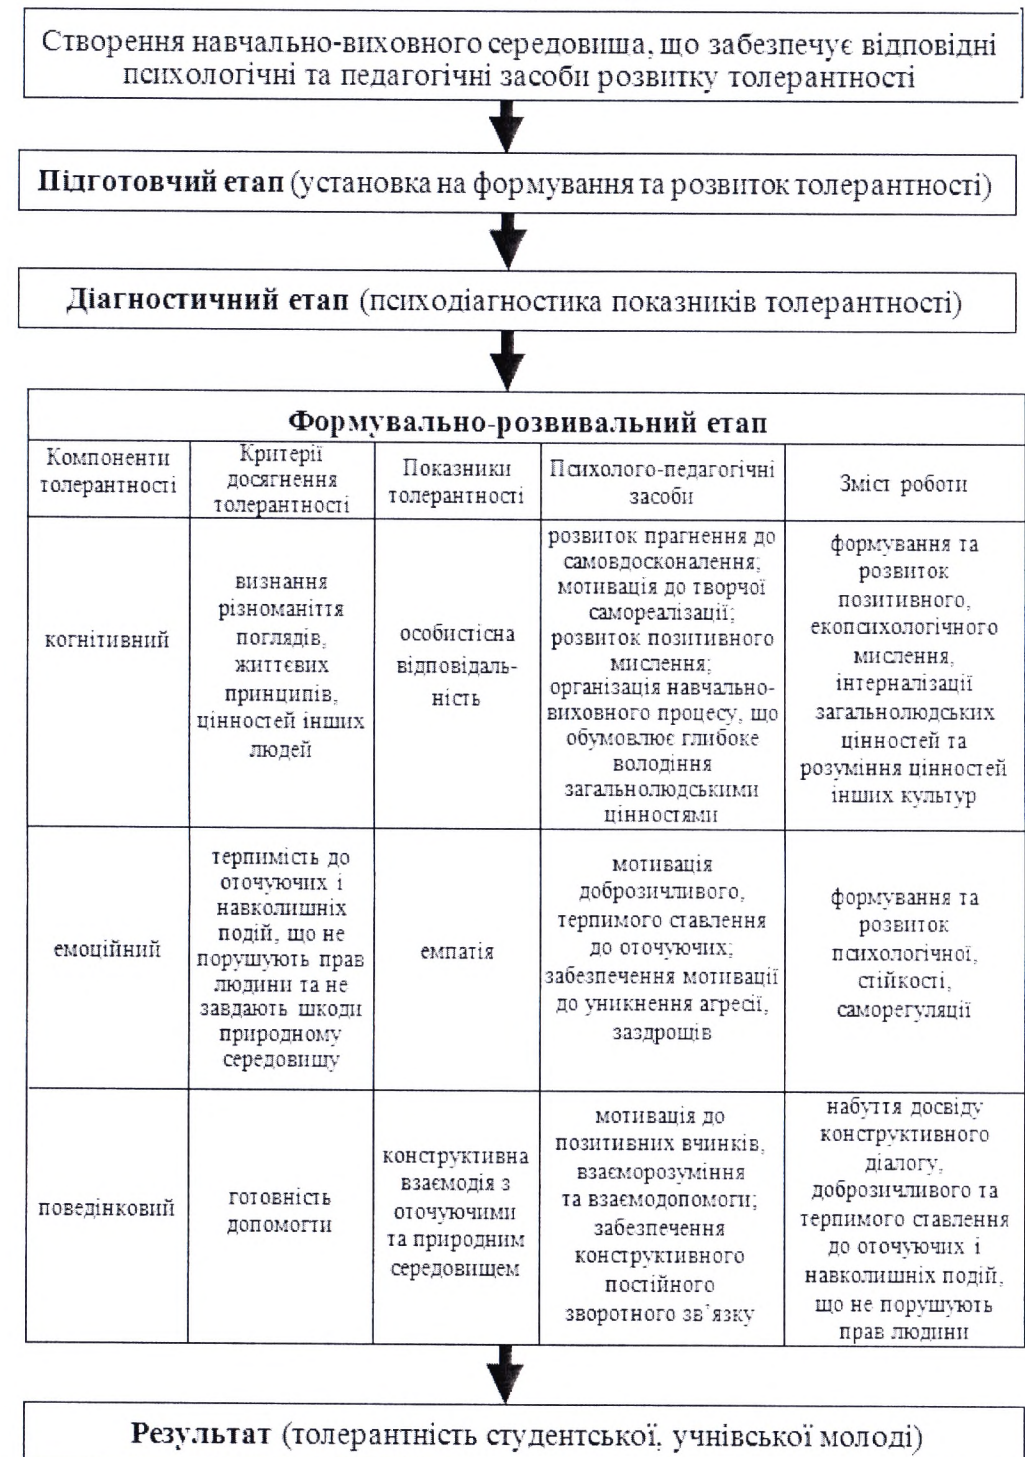 Створення навчально-виховного середовища, що забезпечує відповідні
психологічні та педагогічні засоби розвитку толерантності
Підготовчий етап (установка на формування та розвиток толерантності)
Діагностичний етап (психодіагностика показників толерантності)
Формувально-розвивальний етап
Компоненти
толерантності
Критерії
досягнення
толерантності
Показники
толерантності
Психолого-педагогічні
засоби
Зміст роботи
когнітивний
визнання
різноманіття
поглядів,
життєвих
принципів,
цінностей інших
людей
особистісна
відповідаль-
ність
розвиток прагнення до
самовдосконалення;
мотивація до творчої
самореалізації;
розвиток позитивного
мислення;
організація навчально-
виховного процесу, що
обумовлює глибоке
володіння
загальнолюдськими
цінностями
формування та
розвиток
позитивного,
екопсихологічного
мислення,
інтерналізації
загальнолюдських
цінностей та
розуміння цінностей
інших культур
емоційний
терпимість до
оточуючих і
навколишніх
подій, що не
порушують прав
людини та не
завдають шкоди
природному
середовищу
емпатія
мотивація
доброзичливого,
терпимого ставлення
до оточуючих;
забезпечення мотивації
до уникнення агресії,
заздрощів
формування та
розвиток
психологічної,
стійкості,
саморегуляції
поведінковий
готовність
допомогти
конструктивна
взаємодія з
оточуючими
та природним
середовищем
мотивація до
позитивних вчинків,
взаєморозуміння
та взаємодопомоги;
забезпечення
конструктивного
постійного
зворотного зв'язку
набуття досвіду
конструктивного
діалогу,
доброзичливого та
терпимого ставлення
до оточуючих і
навколишніх подій,
що не порушують
прав людини
Результат (толерантність студентської, учнівської молоді)